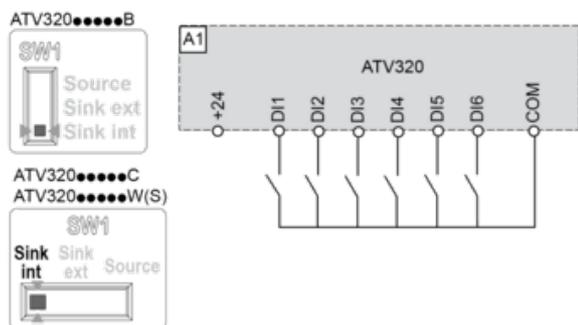 ATV320●●●●●B
SW1
Source
Sink ext
Sink int
ATV320●●●●●C
ATV320●●●●●W(S)
SW1
Sink int
Sink ext
Source
A1
ATV320
+24
DI1
DI2
DI3
DI4
DI5
DI6
COM